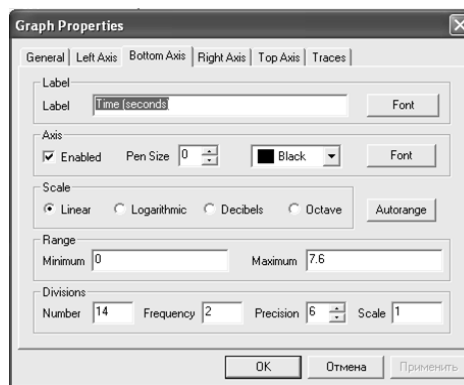 Graph Properties
General Left Axis Bottom Axis Right Axis Top Axis Traces
Label
Label Time (seconds) Font
Axis
Enabled Pen Size 0 Black Font
Scale
Linear Logarithmic Decibels Octave Autorange
Range
Minimum 0 Maximum 7.6
Divisions
Number 14 Frequency 2 Precision 6 Scale 1
OK Отмена Применить